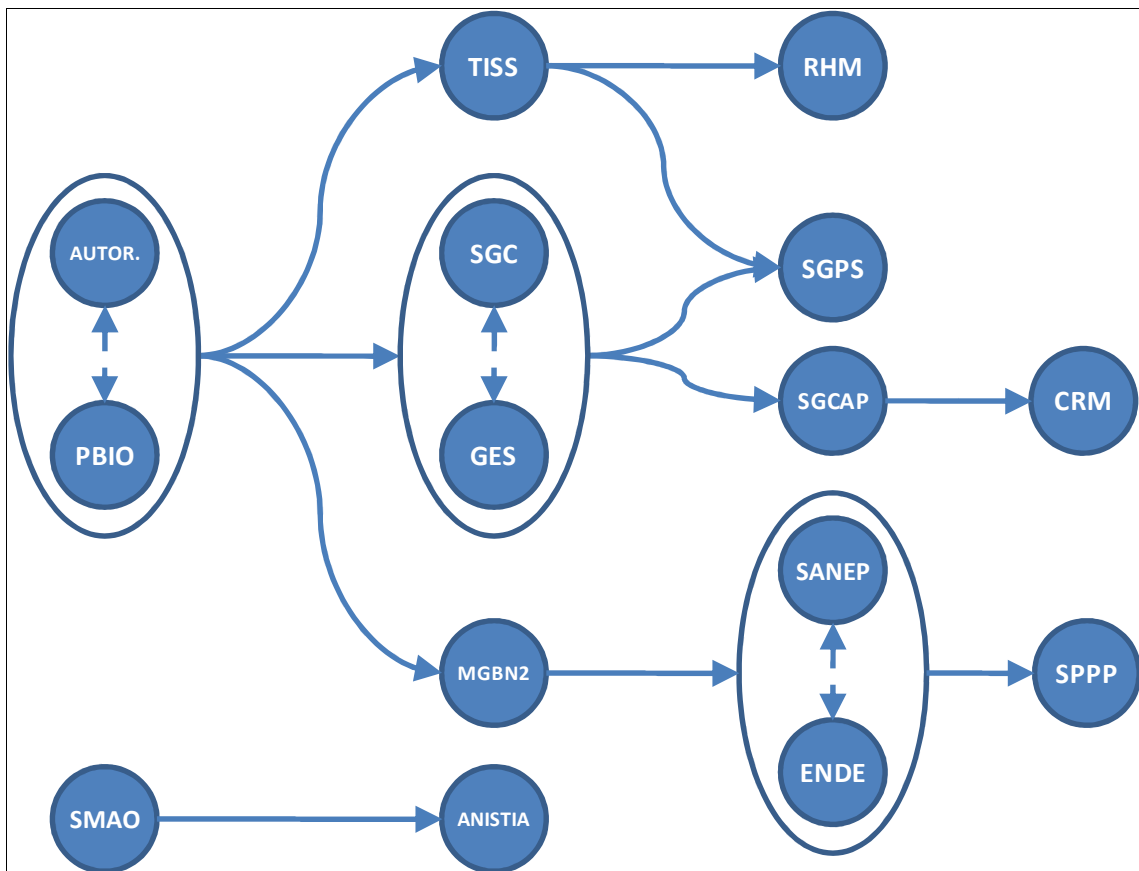 TISS
RHM
AUTOR.
SGC
SGPS
PBIO
GES
SGCAP
CRM
SANEP
MGBN2
SPPP
ENDE
SMAO
ANISTIA